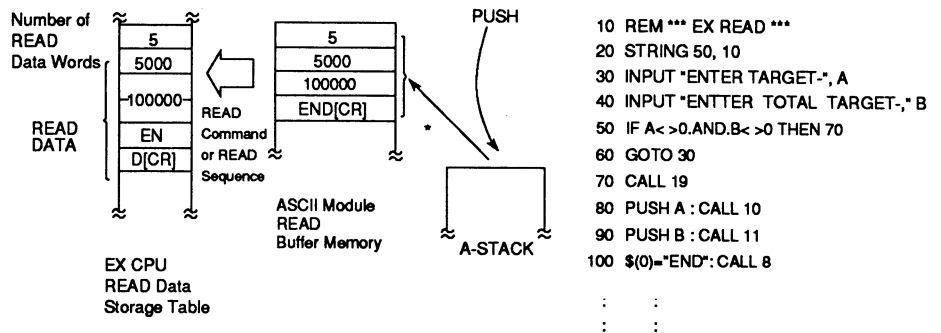 Number of
READ
Data Words
5
5000
100000
EN
D[CR]
READ
DATA
READ
Command
or READ
Sequence
EX CPU
READ Data
Storage Table
5
5000
100000
END[CR]
*
ASCII Module
READ
Buffer Memory
PUSH
A-STACK
10 REM *** EX READ ***
20 STRING 50, 10
30 INPUT "ENTER TARGET-", A
40 INPUT "ENTTER TOTAL TARGET-," B
50 IF A< >0.AND.B< >0 THEN 70
60 GOTO 30
70 CALL 19
80 PUSH A : CALL 10
90 PUSH B : CALL 11
100 $(0)="END": CALL 8
: :
: :